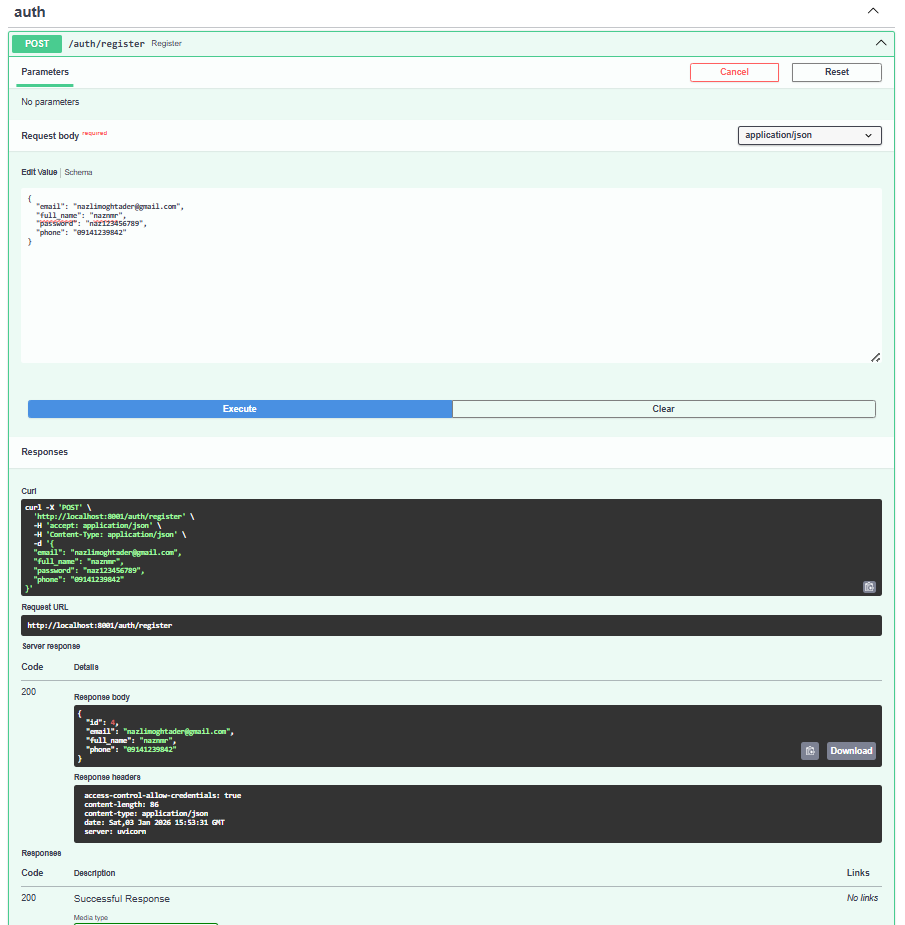 auth
POST /auth/register Register
Parameters
Cancel
Reset
No parameters
Request body required
application/json
Edit Value | Schema
{
"email": "nazlimoghtader@gmail.com",
"full_name": "naznmr",
"password": "naz123456789",
"phone": "09141239842"
}
Execute
Clear
Responses
Curl
curl -X 'POST' \
'http://localhost:8001/auth/register' \
-H 'accept: application/json' \
-H 'Content-Type: application/json' \
-d '{
"email": "nazlimoghtader@gmail.com",
"full_name": "naznmr",
"password": "naz123456789",
"phone": "09141239842"
}'
Request URL
http://localhost:8001/auth/register
Server response
Code Details
200
Response body
{
"id": 4,
"email": "nazlimoghtader@gmail.com",
"full_name": "naznmr",
"phone": "09141239842"
}
Download
Response headers
access-control-allow-credentials: true
content-length: 86
content-type: application/json
date: Sat,03 Jan 2026 15:53:31 GMT
server: uvicorn
Responses
Code Description Links
200 Successful Response No links
Media type